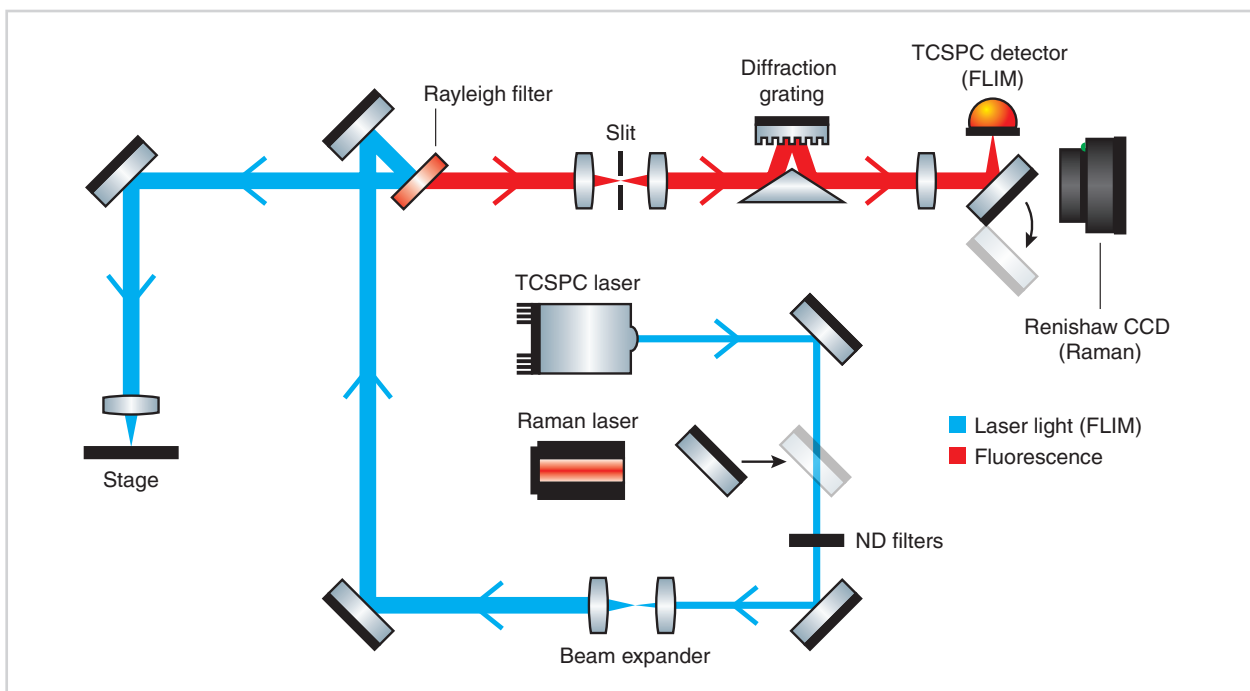 TCSPC detector
(FLIM)
Diffraction
grating
Rayleigh filter
Slit
TCSPC laser
Renishaw CCD
(Raman)
Raman laser
Laser light (FLIM)
Fluorescence
Stage
ND filters
Beam expander